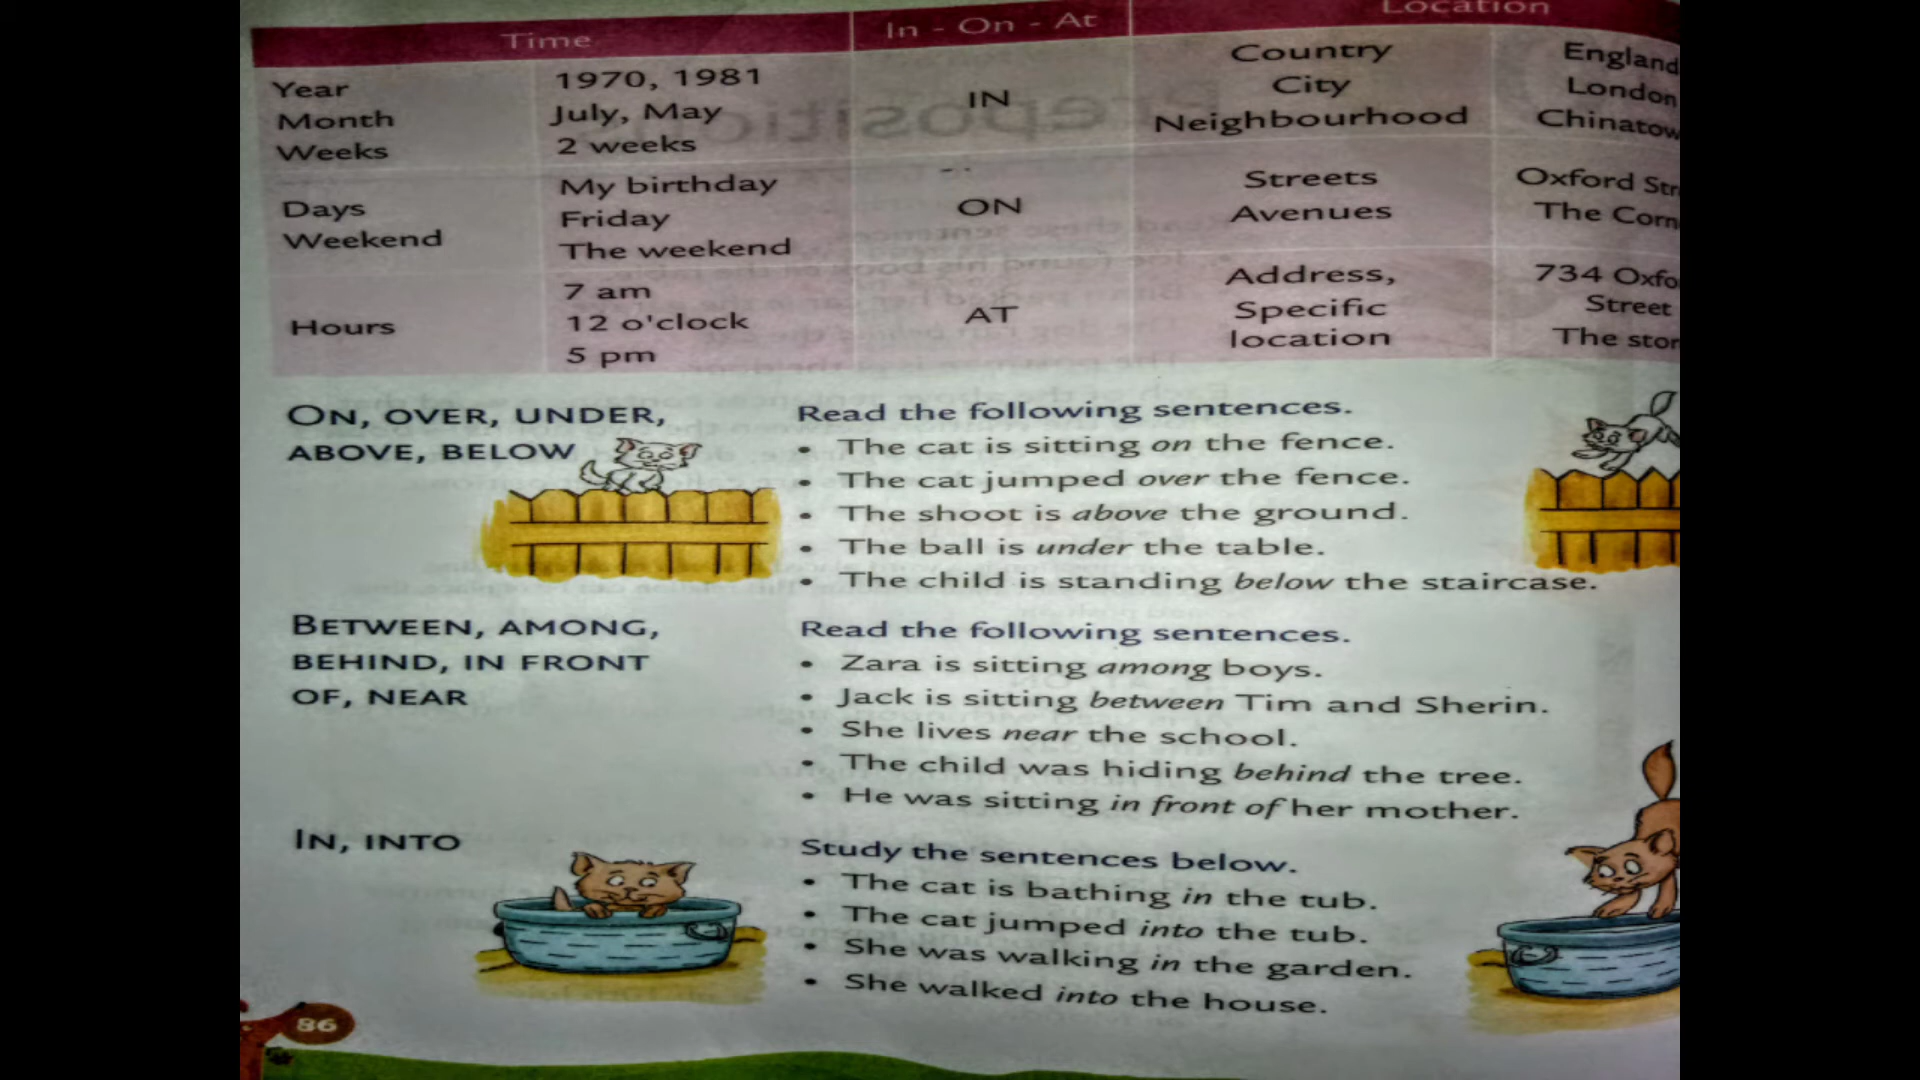 Time In - On - At Location
Year 1970, 1981 IN Country England
Month July, May City London
Weeks 2 weeks Neighbourhood
Days My birthday ON Streets Oxford
Weekend Friday Avenues The
The weekend
Hours 7 am AT Address, 734
12 o'clock Specific Street
5 pm location The
ON, OVER, UNDER,
ABOVE, BELOW
Read the following sentences.
• The cat is sitting on the fence.
• The cat jumped over the fence.
• The shoot is above the ground.
• The ball is under the table.
• The child is standing below the staircase.
BETWEEN, AMONG,
BEHIND, IN FRONT
OF, NEAR
Read the following sentences.
• Zara is sitting among boys.
• Jack is sitting between Tim and Sherin.
• She lives near the school.
• The child was hiding behind the tree.
• He was sitting in front of her mother.
IN, INTO
Study the sentences below.
• The cat is bathing in the tub.
• The cat jumped into the tub.
• She was walking in the garden.
• She walked into the house.
86